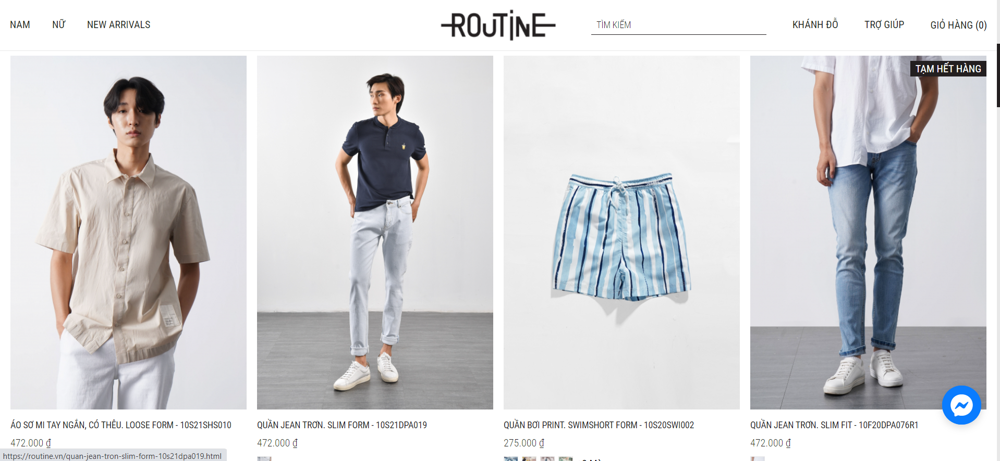 NAM
NỮ
NEW ARRIVALS
ROUTINE
TÌM KIẾM
KHÁNH ĐỖ
TRỢ GIÚP
GIỎ HÀNG (0)
TẠM HẾT HÀNG
ÁO SƠ MI TAY NGẮN, CÓ THÊU. LOOSE FORM - 10S21SHS010
472.000 ₫
QUẦN JEAN TRƠN. SLIM FORM - 10S21DPA019
472.000 ₫
QUẦN BƠI PRINT. SWIMSHORT FORM - 10S20SWI002
275.000 ₫
QUẦN JEAN TRƠN. SLIM FIT - 10F20DPA076R1
472.000 ₫
https://routine.vn/quan-jean-tron-slim-form-10s21dpa019.html